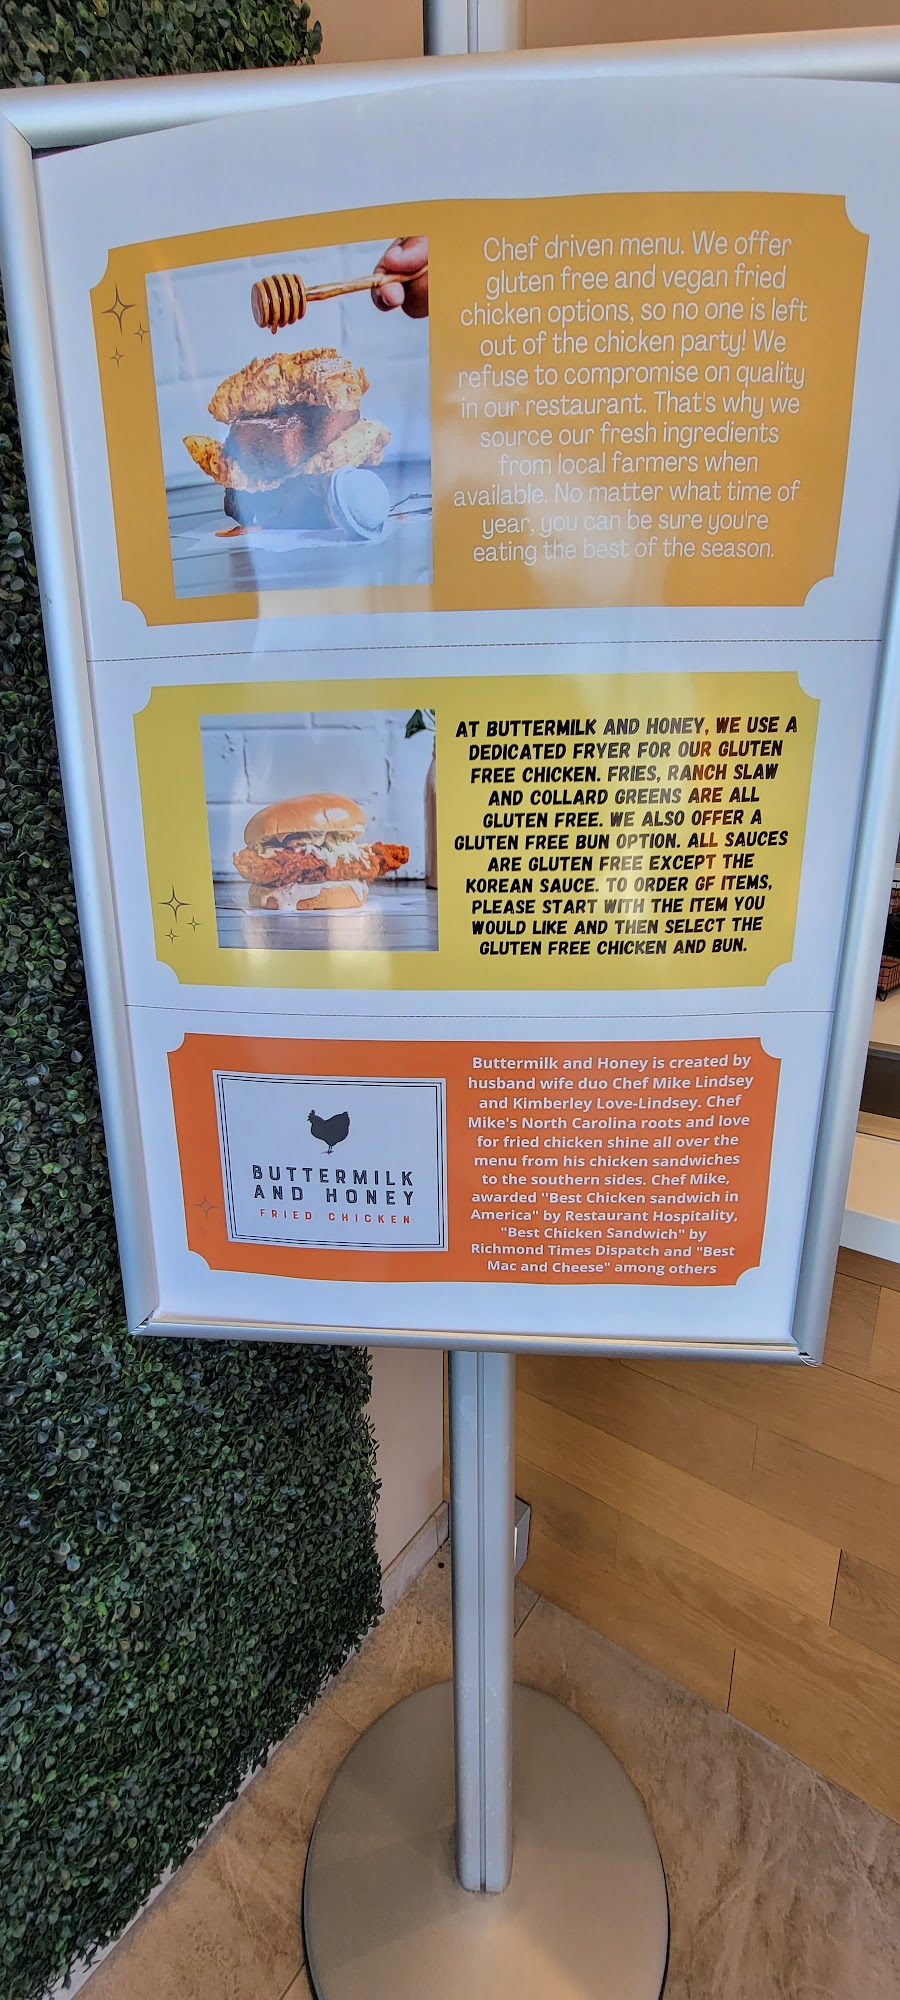 Chef driven menu. We offer
gluten free and vegan fried
chicken options, so no one is left
out of the chicken party! We
refuse to compromise on quality
in our restaurant. That's why we
source our fresh ingredients
from local farmers when
available. No matter what time of
year, you can be sure you're
eating the best of the season.
AT BUTTERMILK AND HONEY, WE USE A
DEDICATED FRYER FOR OUR GLUTEN
FREE CHICKEN. FRIES, RANCH SLAW
AND COLLARD GREENS ARE ALL
GLUTEN FREE. WE ALSO OFFER A
GLUTEN FREE BUN OPTION. ALL SAUCES
ARE GLUTEN FREE EXCEPT THE
KOREAN SAUCE. TO ORDER GF ITEMS,
PLEASE START WITH THE ITEM YOU
WOULD LIKE AND THEN SELECT THE
GLUTEN FREE CHICKEN AND BUN.
BUTTERMILK
AND HONEY
FRIED CHICKEN
Buttermilk and Honey is created by
husband wife duo Chef Mike Lindsey
and Kimberley Love-Lindsey. Chef
Mike's North Carolina roots and love
for fried chicken shine all over the
menu from his chicken sandwiches
to the southern sides. Chef Mike,
awarded "Best Chicken sandwich in
America" by Restaurant Hospitality,
"Best Chicken Sandwich" by
Richmond Times Dispatch and "Best
Mac and Cheese" among others